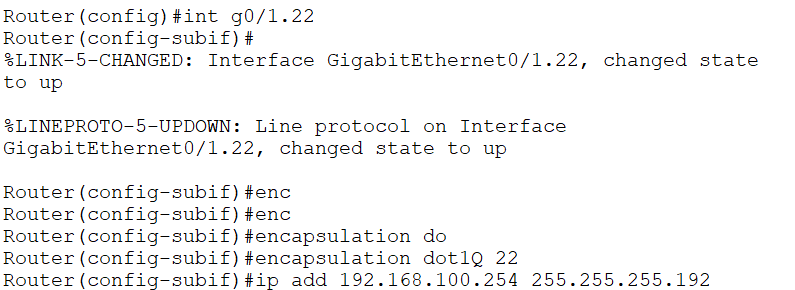 Router(config)#int g0/1.22
Router(config-subif)#
%LINK-5-CHANGED: Interface GigabitEthernet0/1.22, changed state
to up
%LINEPROTO-5-UPDOWN: Line protocol on Interface
GigabitEthernet0/1.22, changed state to up
Router(config-subif)#enc
Router(config-subif)#enc
Router(config-subif)#encapsulation do
Router(config-subif)#encapsulation dot1Q 22
Router(config-subif)#ip add 192.168.100.254 255.255.255.192